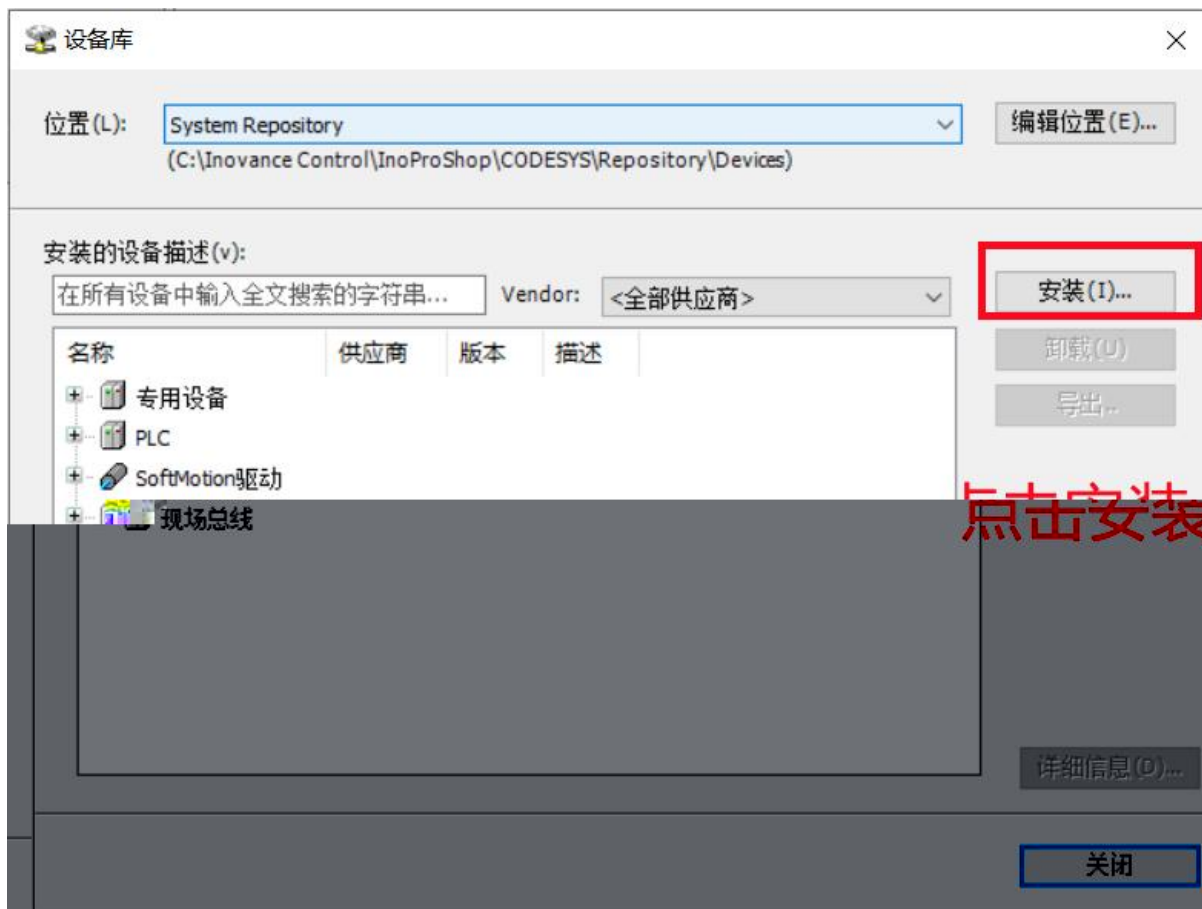 设备库
位置(L):
System Repository
编辑位置(E)...
(C:\Inovance Control\InoProShop\CODESYS\Repository\Devices)
安装的设备描述(v):
在所有设备中输入全文搜索的字符串...
Vendor:
<全部供应商>
安装(I)...
名称 供应商 版本 描述
卸载(U)
专用设备
导出..
PLC
SoftMotion驱动
现场总线
点击安装
详细信息(D)...
关闭